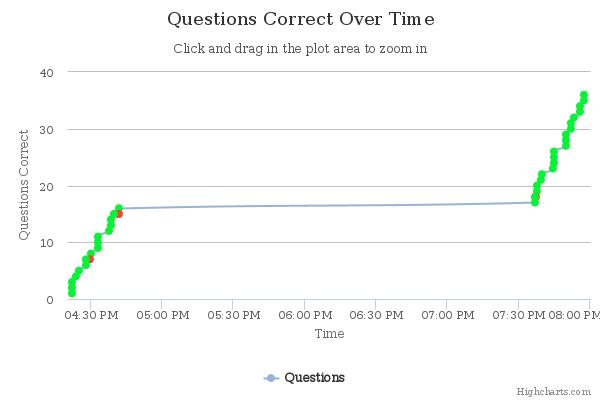 Questions Correct Over Time
Click and drag in the plot area to zoom in
Questions Correct
40
30
20
10
0
04:30 PM 05:00 PM 05:30 PM 06:00 PM 06:30 PM 07:00 PM 07:30 PM 08:00 PM
Time
Questions
Highcharts.com